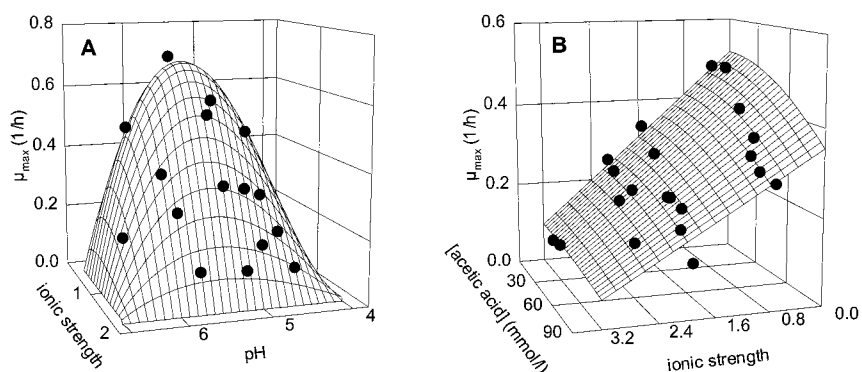 A
0.8
0.6
0.4
0.2
0.0
μmax (1/h)
1
2
ionic strength
6
5
4
pH
B
0.6
0.4
0.2
0.0
μmax (1/h)
30
60
90
[acetic acid] (mmol/l)
3.2
2.4
1.6
0.8
0.0
ionic strength